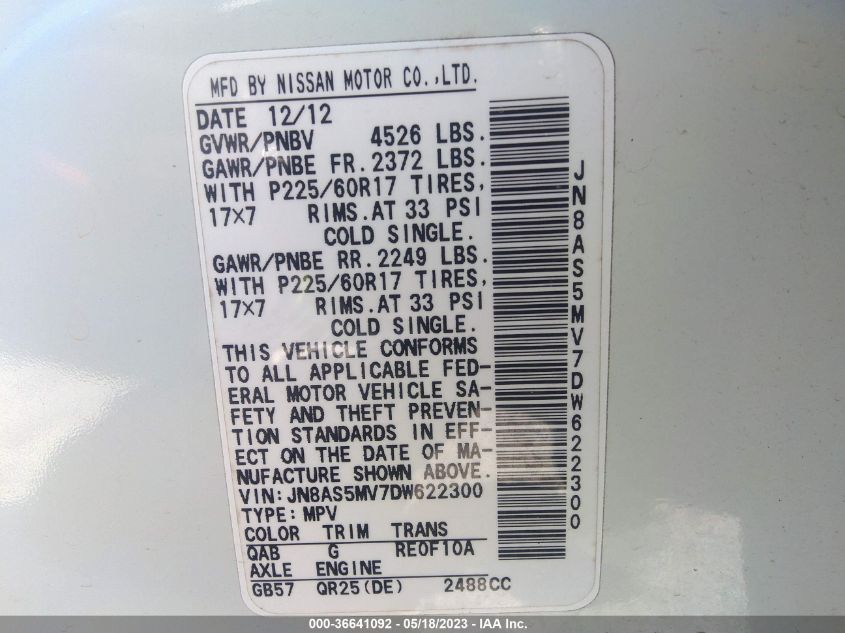 MFD BY NISSAN MOTOR CO.,LTD.
DATE 12/12
GVWR/PNBV 4526 LBS.
GAWR/PNBE FR.2372 LBS.
WITH P225/60R17 TIRES,
17×7 RIMS.AT 33 PSI
COLD SINGLE.
GAWR/PNBE RR.2249 LBS.
WITH P225/60R17 TIRES,
17×7 RIMS.AT 33 PSI
COLD SINGLE.
THIS VEHICLE CONFORMS
TO ALL APPLICABLE FED-
ERAL MOTOR VEHICLE SA-
FETY AND THEFT PREVEN-
TION STANDARDS IN EFF-
ECT ON THE DATE OF MA-
NUFACTURE SHOWN ABOVE.
VIN:JN8AS5MV7DW622300
TYPE:MPV
COLOR TRIM TRANS
QAB G RE0F10A
AXLE ENGINE
GB57 QR25(DE) 2488CC
JN8AS5MV7DW622300
000-36641092 - 05/18/2023 - IAA Inc.